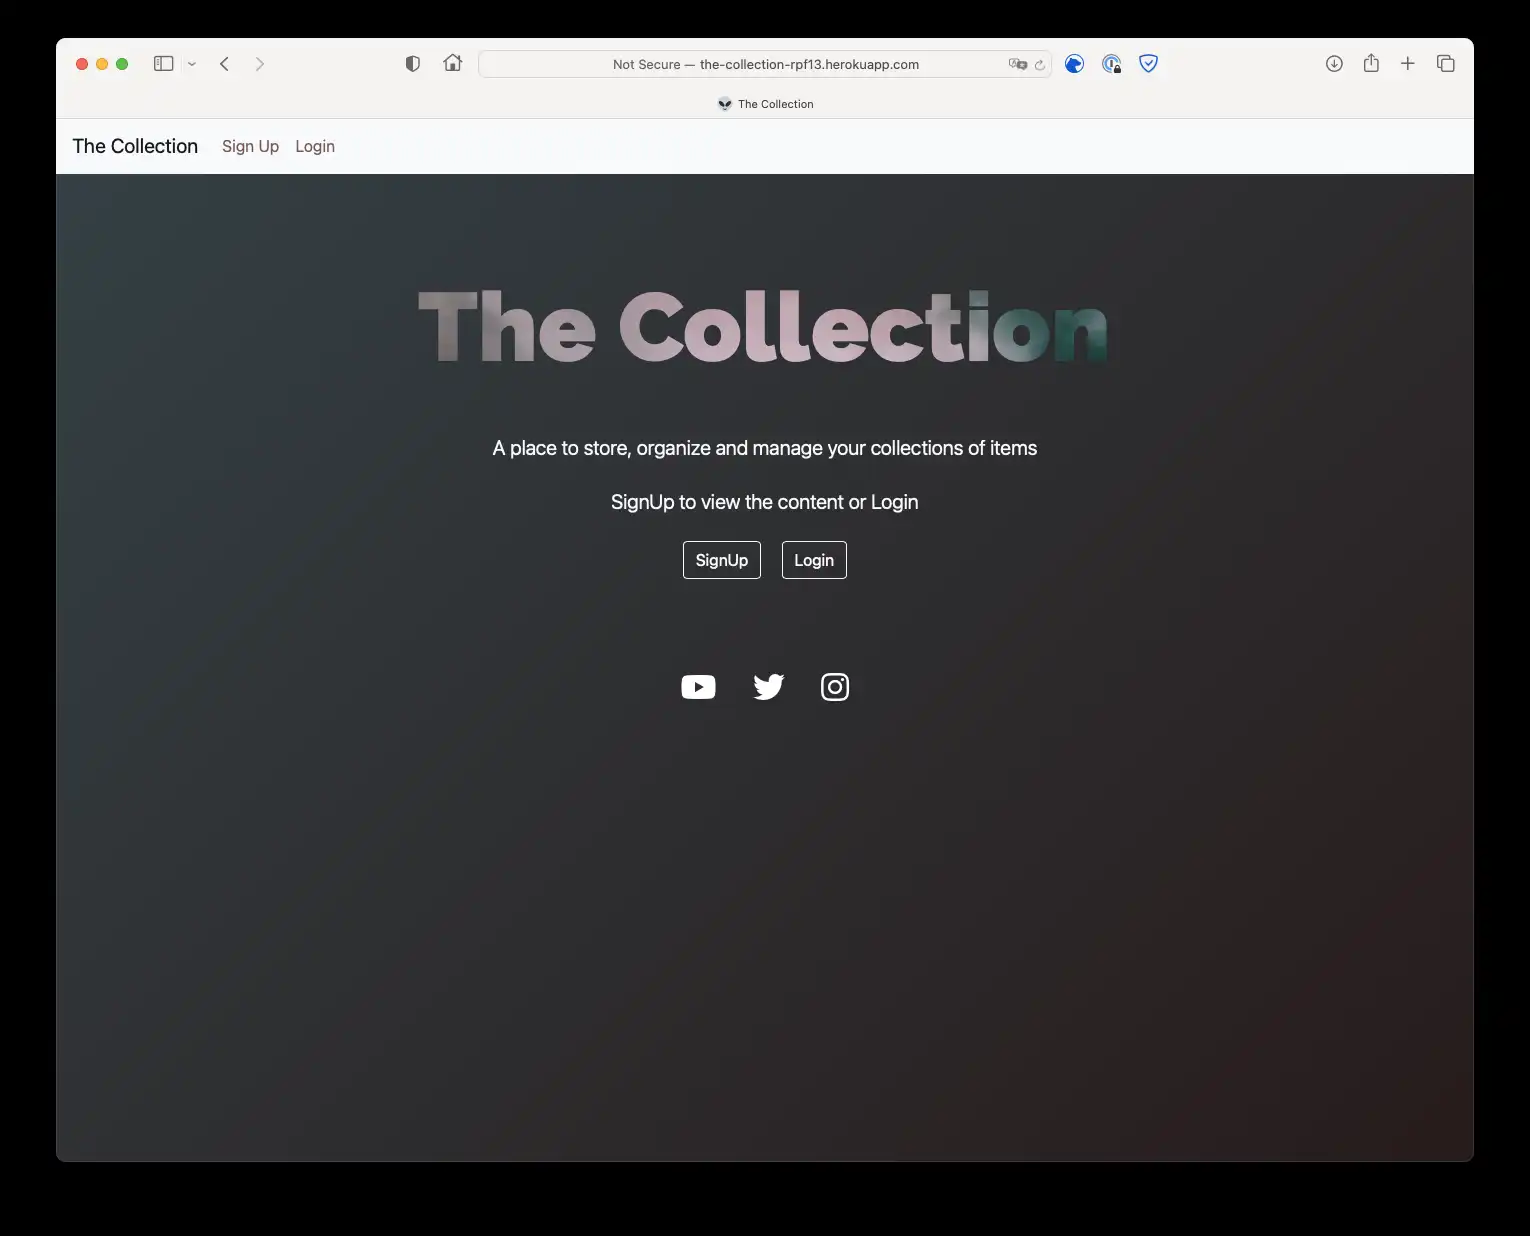 Not Secure — the-collection-rpf13.herokuapp.com
The Collection
The Collection Sign Up Login
The Collection
A place to store, organize and manage your collections of items
SignUp to view the content or Login
SignUp Login